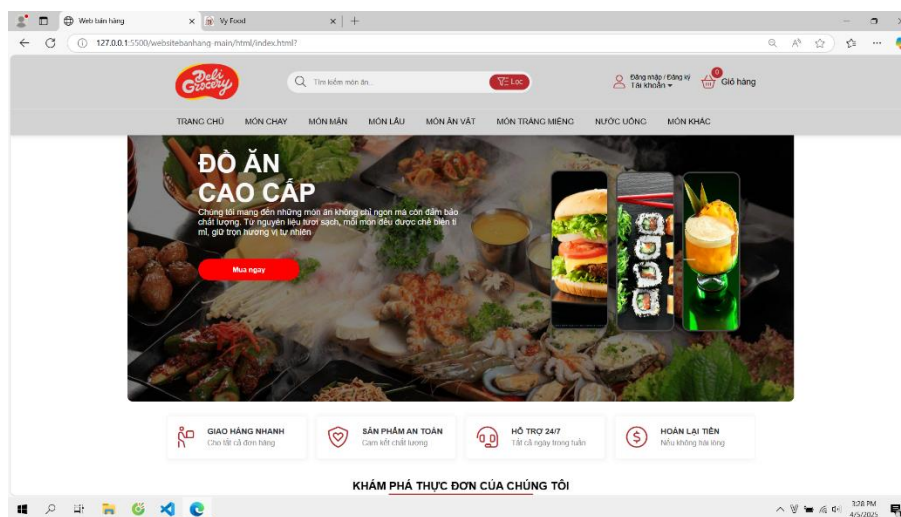 Web bán hàng
Vy Food
127.0.0.1:5500/websitebanhang-main/html/index.html?
Deli
Grocery
Tìm kiếm món ăn...
Lọc
Đăng nhập / Đăng ký
Tài khoản
0
Giỏ hàng
TRANG CHỦ MÓN CHAY MÓN MẶN MÓN LẨU MÓN ĂN VẶT MÓN TRÁNG MIỆNG NƯỚC UỐNG MÓN KHÁC
ĐỒ ĂN
CAO CẤP
Chúng tôi mang đến những món ăn không chỉ ngon mà còn đảm bảo
chất lượng. Từ nguyên liệu tươi sạch, mỗi món đều được chế biến tỉ
mỉ, giữ trọn hương vị tự nhiên
Mua ngay
GIAO HÀNG NHANH
Cho tất cả đơn hàng
SẢN PHẨM AN TOÀN
Cam kết chất lượng
HỖ TRỢ 24/7
Tất cả ngày trong tuần
HOÀN LẠI TIỀN
Nếu không hài lòng
KHÁM PHÁ THỰC ĐƠN CỦA CHÚNG TÔI
3:28 PM
4/5/2025